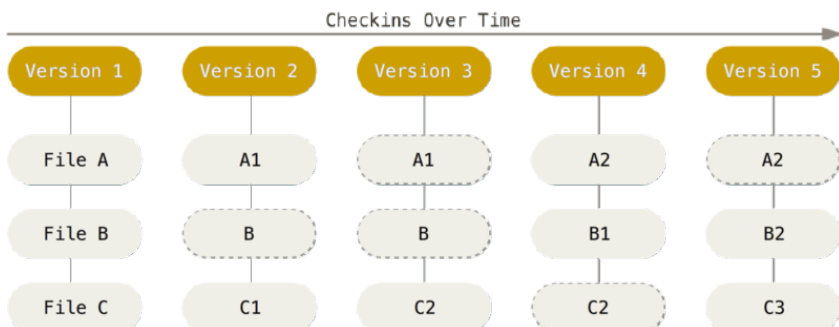 Checkins Over Time
Version 1 Version 2 Version 3 Version 4 Version 5
File A A1 A1 A2 A2
File B B B B1 B2
File C C1 C2 C2 C3